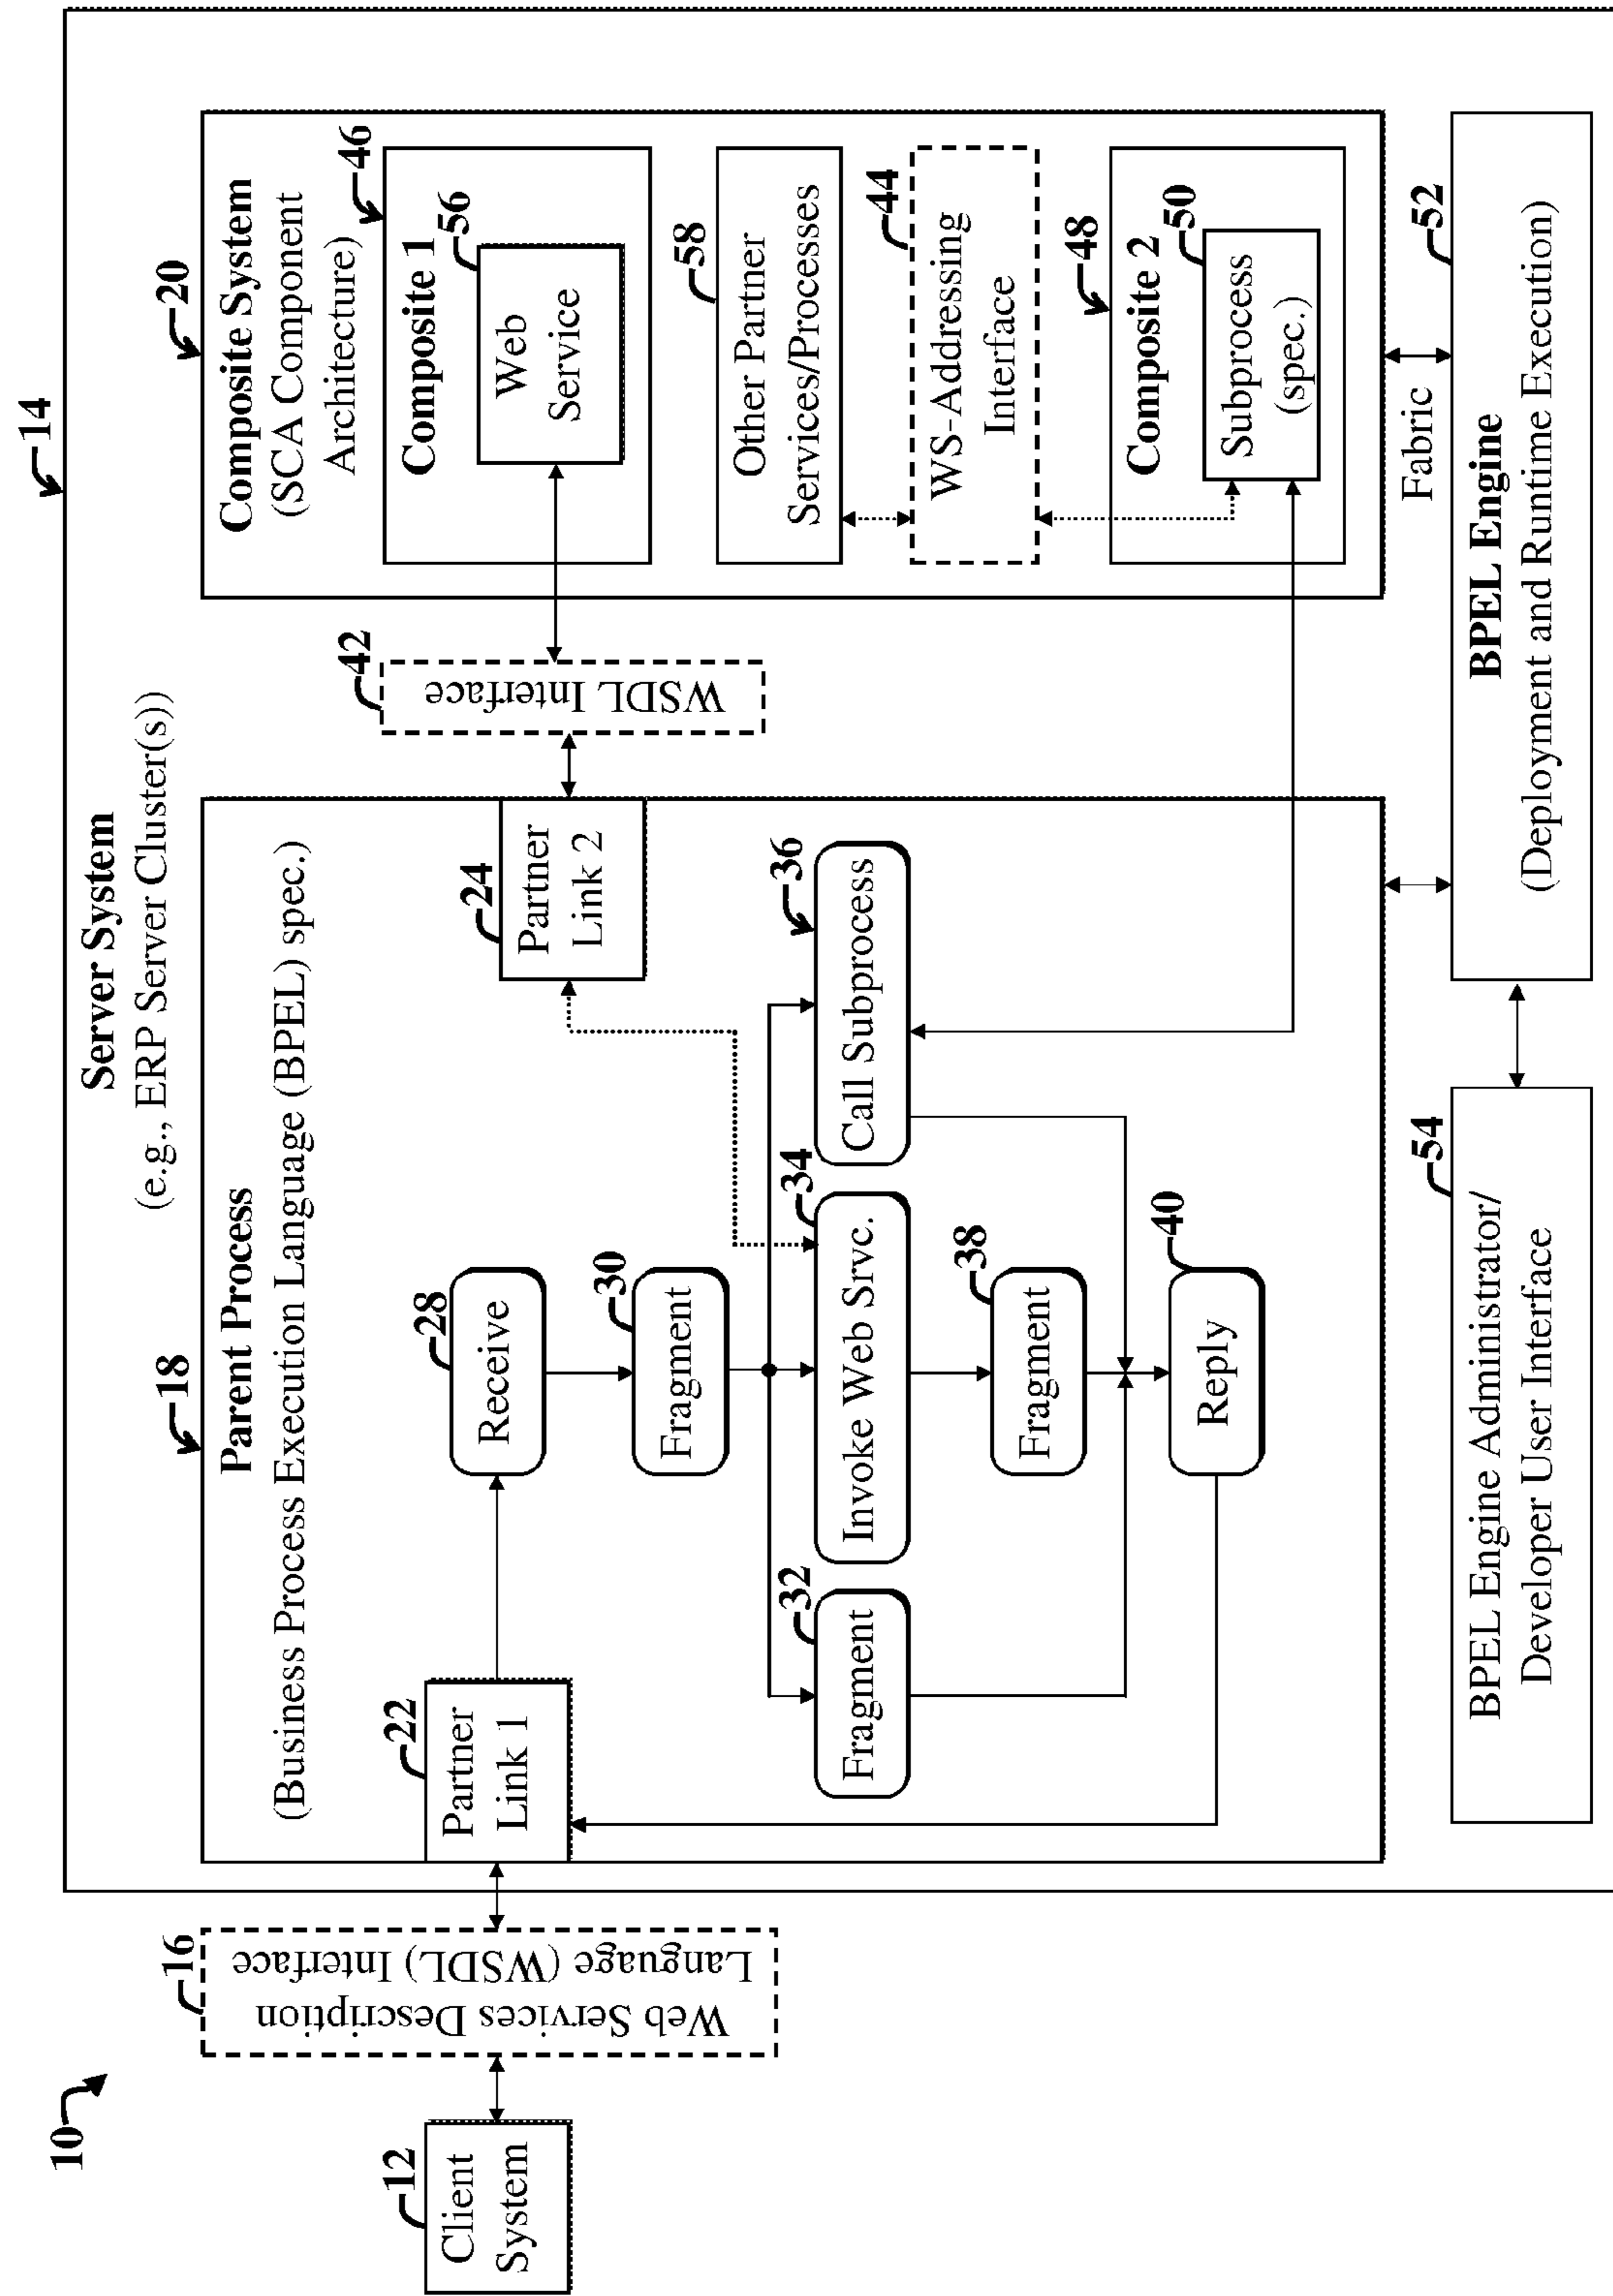 10
14
Server System
(e.g., ERP Server Cluster(s))
12
Client
System
16
Web Services Description
Language (WSDL) Interface
18
Parent Process
(Business Process Execution Language (BPEL) spec.)
22
Partner
Link 1
28
Receive
30
Fragment
24
Partner
Link 2
32
Fragment
34
Invoke Web Srvc.
36
Call Subprocess
38
Fragment
40
Reply
42
WSDL Interface
20
Composite System
(SCA Component
Architecture)
46
Composite 1
56
Web
Service
58
Other Partner
Services/Processes
44
WS-Addressing
Interface
48
Composite 2
50
Subprocess
(spec.)
Fabric
54
BPEL Engine Administrator/
Developer User Interface
52
BPEL Engine
(Deployment and Runtime Execution)